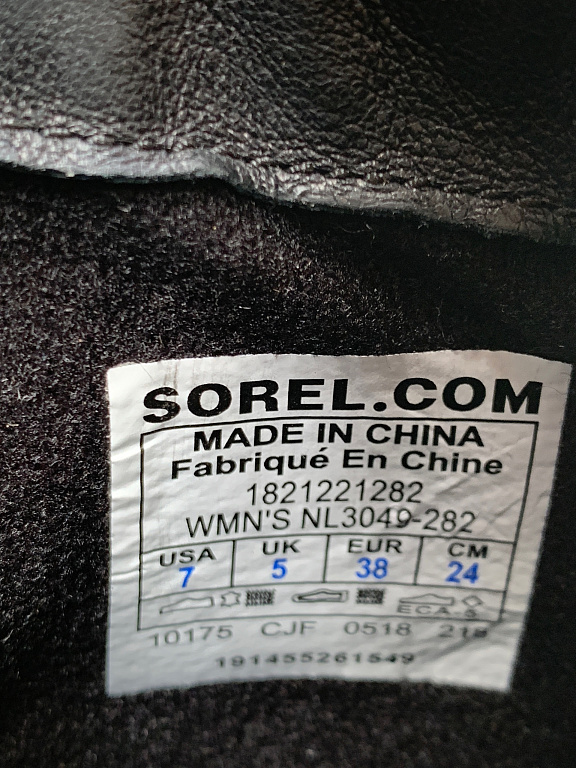 SOREL.COM
MADE IN CHINA
Fabriqué En Chine
1821221282
WMN'S NL3049-282
USA UK EUR CM
7 5 38 24
ECA.S
10175 CJF 0518
191455261549